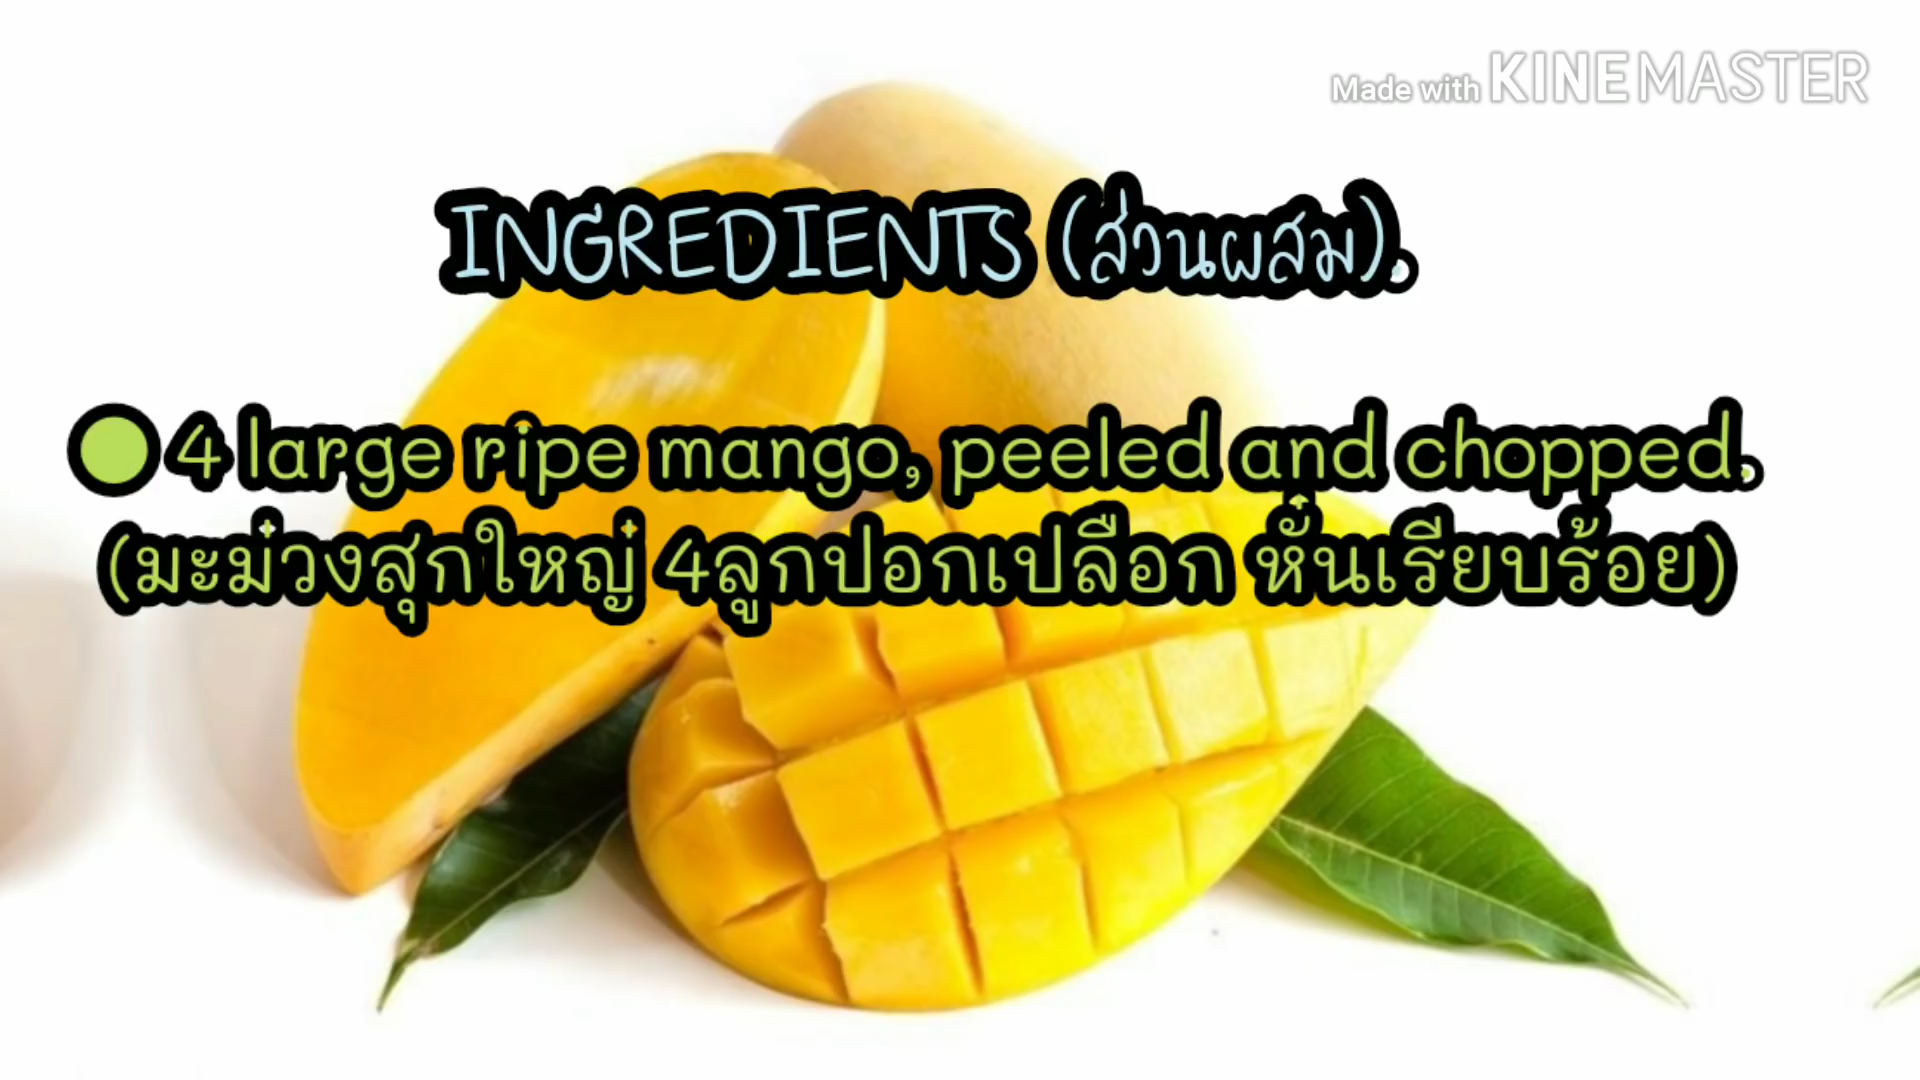 Made with KINEMASTER
INGREDIENTS (ส่วนผสม).
4 large ripe mango, peeled and chopped.
(มะม่วงสุกใหญ่ 4ลูกปอกเปลือก หั่นเรียบร้อย)